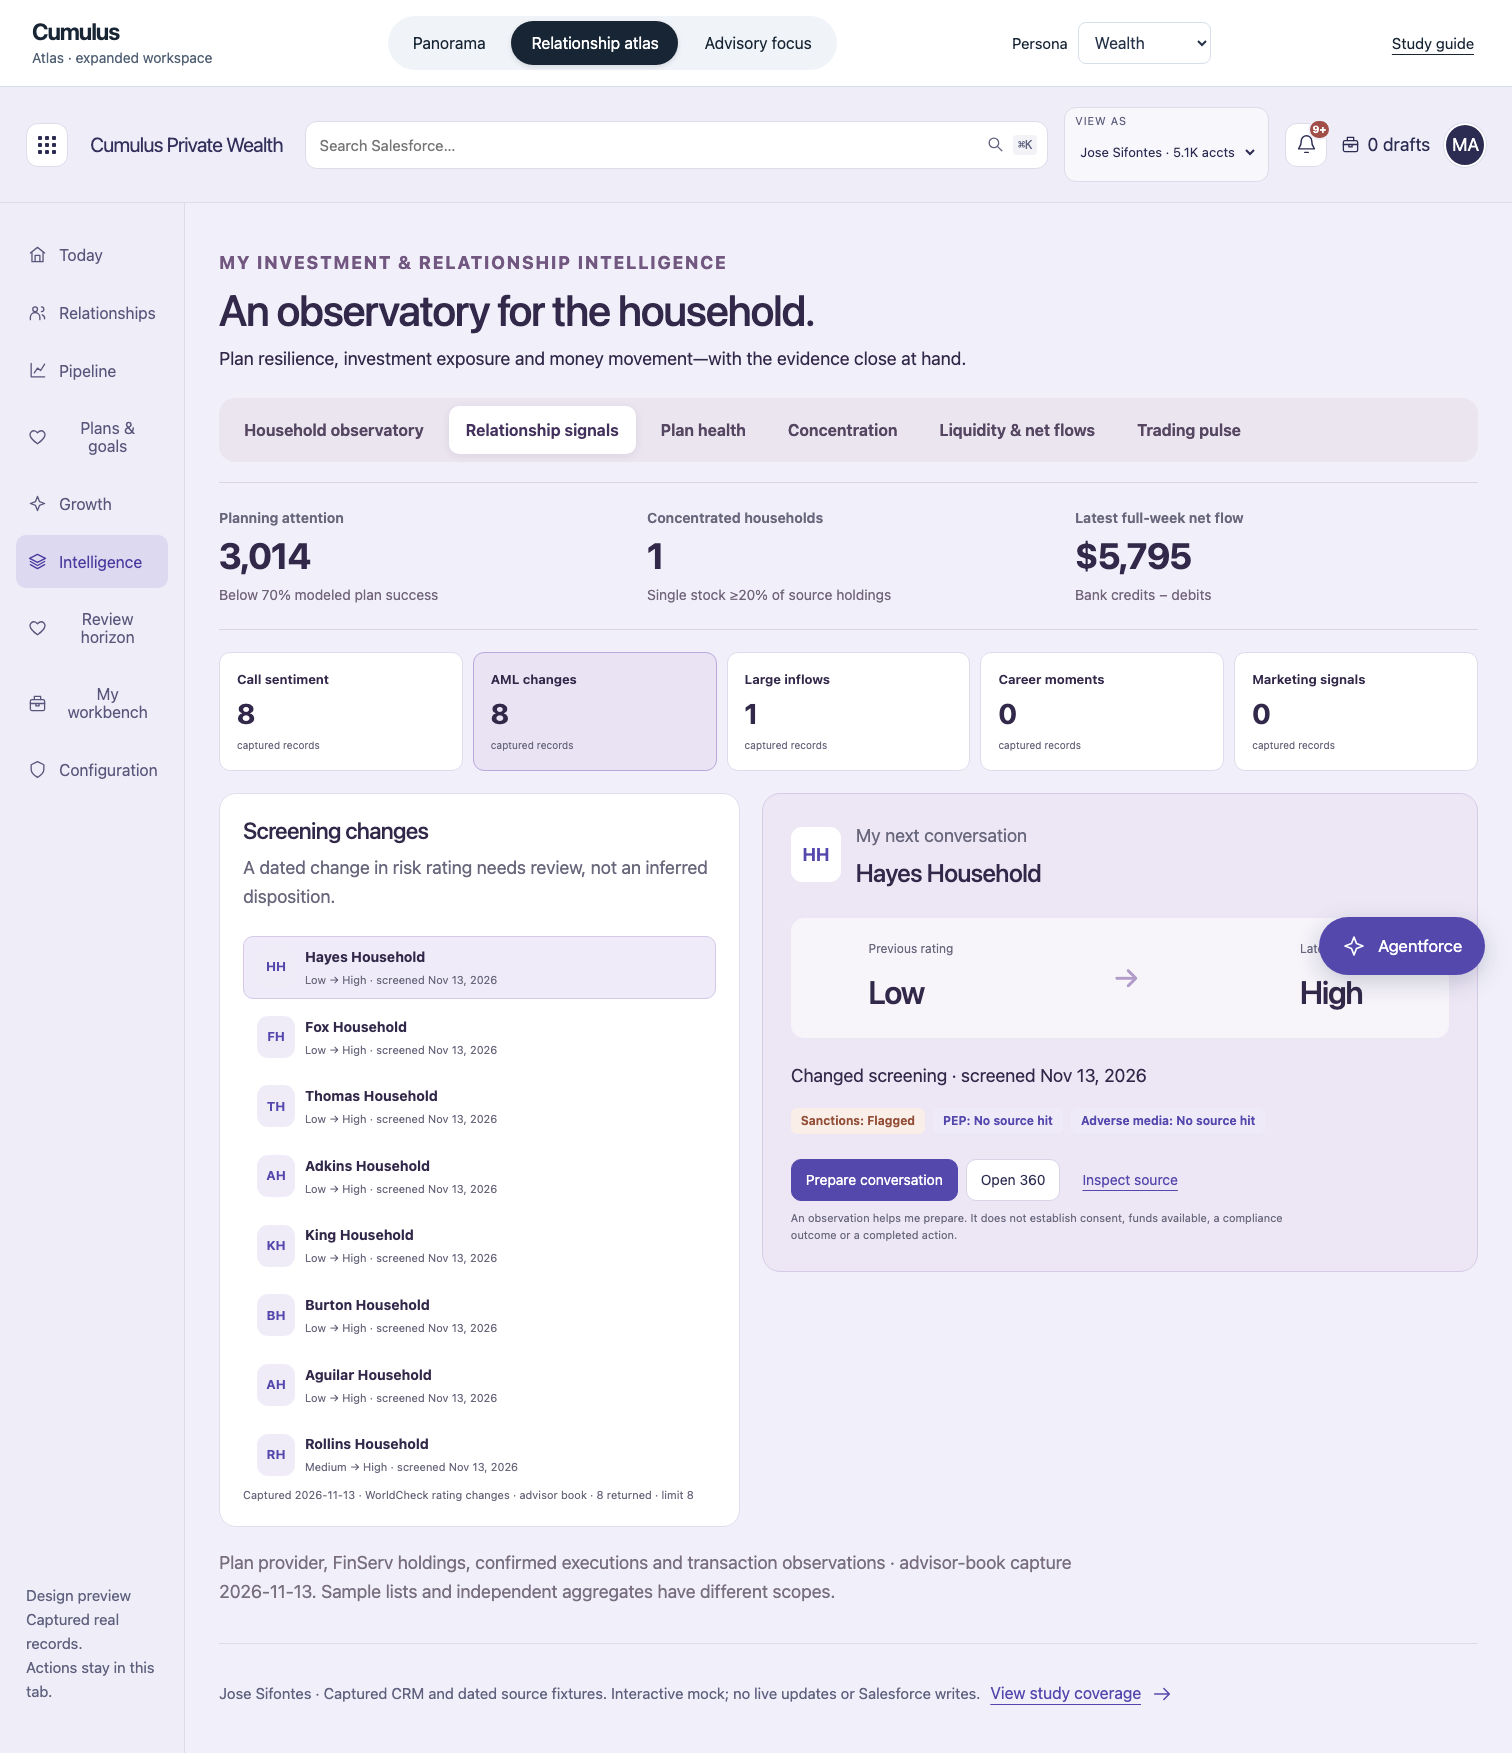 Cumulus
Atlas · expanded workspace
Panorama
Relationship atlas
Advisory focus
Persona
Wealth
Study guide
Cumulus Private Wealth
Search Salesforce...
⌘K
VIEW AS
Jose Sifontes · 5.1K accts
9+
0 drafts
MA
Today
Relationships
Pipeline
Plans &
goals
Growth
Intelligence
Review
horizon
My
workbench
Configuration
Design preview
Captured real
records.
Actions stay in this
tab.
MY INVESTMENT & RELATIONSHIP INTELLIGENCE
An observatory for the household.
Plan resilience, investment exposure and money movement—with the evidence close at hand.
Household observatory
Relationship signals
Plan health
Concentration
Liquidity & net flows
Trading pulse
Planning attention
3,014
Below 70% modeled plan success
Concentrated households
1
Single stock ≥20% of source holdings
Latest full-week net flow
$5,795
Bank credits – debits
Call sentiment
8
captured records
AML changes
8
captured records
Large inflows
1
captured records
Career moments
0
captured records
Marketing signals
0
captured records
Screening changes
A dated change in risk rating needs review, not an inferred
disposition.
HH
Hayes Household
Low → High · screened Nov 13, 2026
FH
Fox Household
Low → High · screened Nov 13, 2026
TH
Thomas Household
Low → High · screened Nov 13, 2026
AH
Adkins Household
Low → High · screened Nov 13, 2026
KH
King Household
Low → High · screened Nov 13, 2026
BH
Burton Household
Low → High · screened Nov 13, 2026
AH
Aguilar Household
Low → High · screened Nov 13, 2026
RH
Rollins Household
Medium → High · screened Nov 13, 2026
Captured 2026-11-13 · WorldCheck rating changes · advisor book · 8 returned · limit 8
HH
My next conversation
Hayes Household
Previous rating
Low
→
High
Agentforce
Changed screening · screened Nov 13, 2026
Sanctions: Flagged
PEP: No source hit
Adverse media: No source hit
Prepare conversation
Open 360
Inspect source
An observation helps me prepare. It does not establish consent, funds available, a compliance
outcome or a completed action.
Plan provider, FinServ holdings, confirmed executions and transaction observations · advisor-book capture
2026-11-13. Sample lists and independent aggregates have different scopes.
Jose Sifontes · Captured CRM and dated source fixtures. Interactive mock; no live updates or Salesforce writes.
View study coverage →